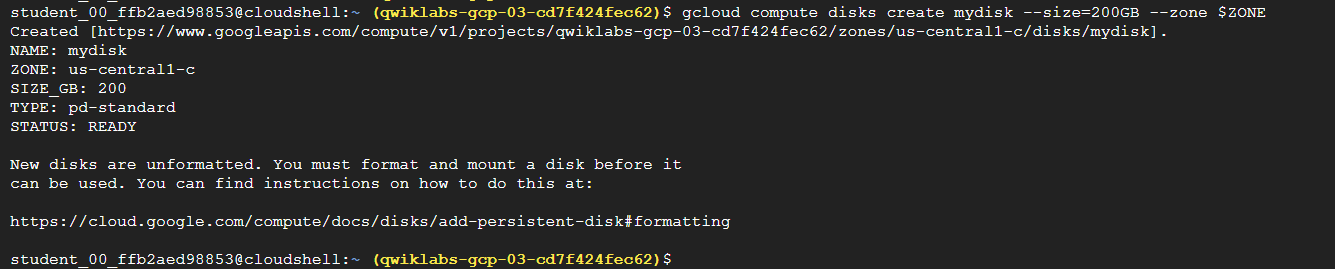 student_00_ffb2aed98853@cloudshell:~ (qwiklabs-gcp-03-cd7f424fec62)$ gcloud compute disks create mydisk --size=200GB --zone $ZONE
Created [https://www.googleapis.com/compute/v1/projects/qwiklabs-gcp-03-cd7f424fec62/zones/us-central1-c/disks/mydisk].
NAME: mydisk
ZONE: us-central1-c
SIZE_GB: 200
TYPE: pd-standard
STATUS: READY
New disks are unformatted. You must format and mount a disk before it
can be used. You can find instructions on how to do this at:
https://cloud.google.com/compute/docs/disks/add-persistent-disk#formatting
student_00_ffb2aed98853@cloudshell:~ (qwiklabs-gcp-03-cd7f424fec62)$